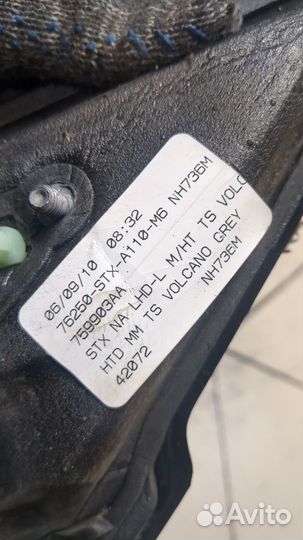 06/09/10 08:32
76250-STX-A110-M6 NH736M
759903AA
STX NA LHD-L M/HT TS VOLC
HTD MM TS VOLCANO GREY
42072 NH736M
Avito